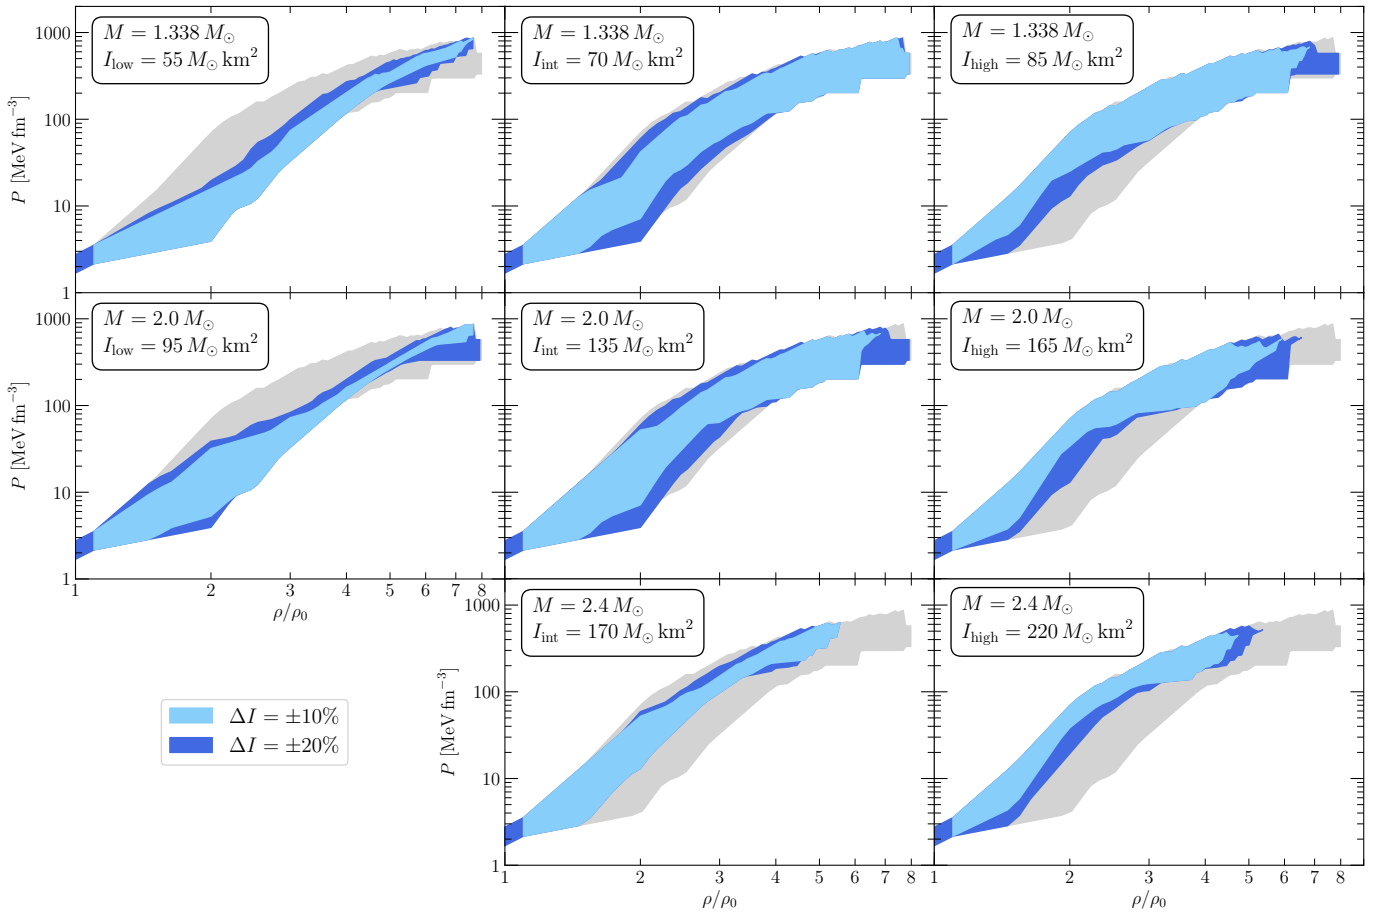 M = 1.338 M⊙
I_low = 55 M⊙ km²
M = 1.338 M⊙
I_int = 70 M⊙ km²
M = 1.338 M⊙
I_high = 85 M⊙ km²
1000
100
10
1
P [MeV fm⁻³]
M = 2.0 M⊙
I_low = 95 M⊙ km²
M = 2.0 M⊙
I_int = 135 M⊙ km²
M = 2.0 M⊙
I_high = 165 M⊙ km²
1000
100
10
1
P [MeV fm⁻³]
1 2 3 4 5 6 7 8
ρ/ρ₀
M = 2.4 M⊙
I_int = 170 M⊙ km²
M = 2.4 M⊙
I_high = 220 M⊙ km²
1000
100
10
1
P [MeV fm⁻³]
ΔI = ±10%
ΔI = ±20%
1 2 3 4 5 6 7 8
ρ/ρ₀
1 2 3 4 5 6 7 8
ρ/ρ₀